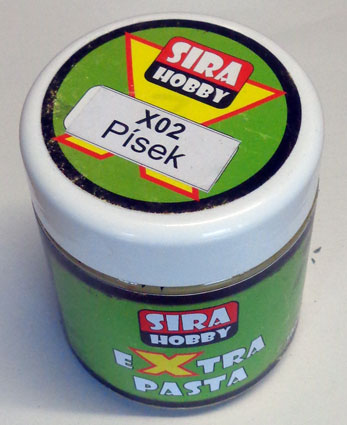 SIRA
HOBBY
X02
Písek
SIRA
HOBBY
EXTRA
PASTA